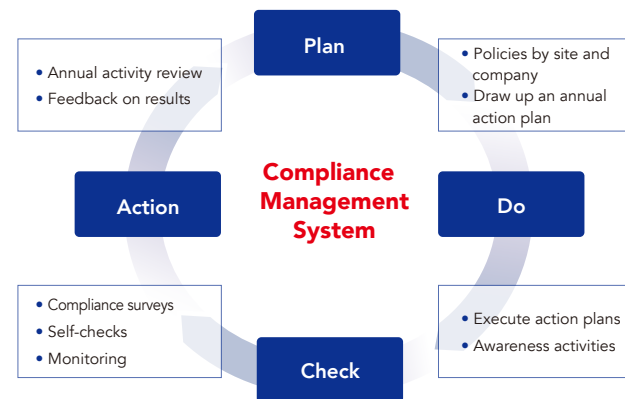 Plan
• Annual activity review
• Feedback on results
• Policies by site and
company
• Draw up an annual
action plan
Compliance
Management
System
Action
Do
• Compliance surveys
• Self-checks
• Monitoring
• Execute action plans
• Awareness activities
Check